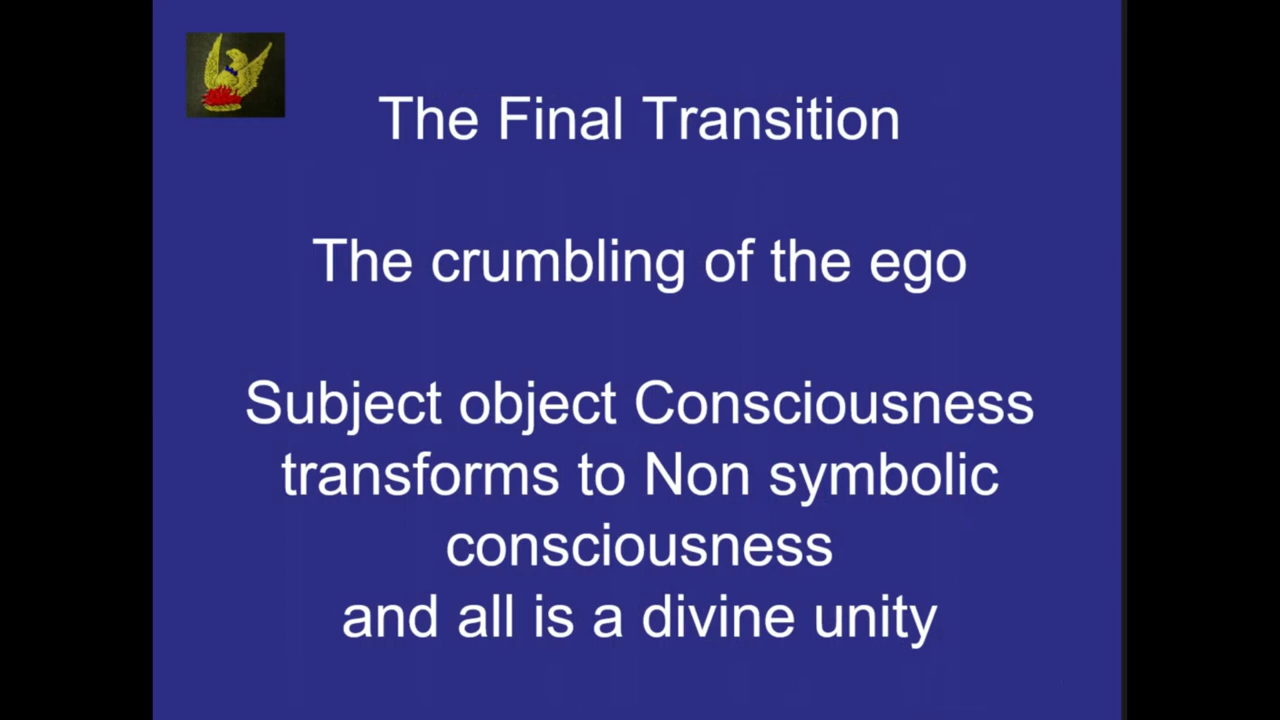 The Final Transition
The crumbling of the ego
Subject object Consciousness
transforms to Non symbolic
consciousness
and all is a divine unity